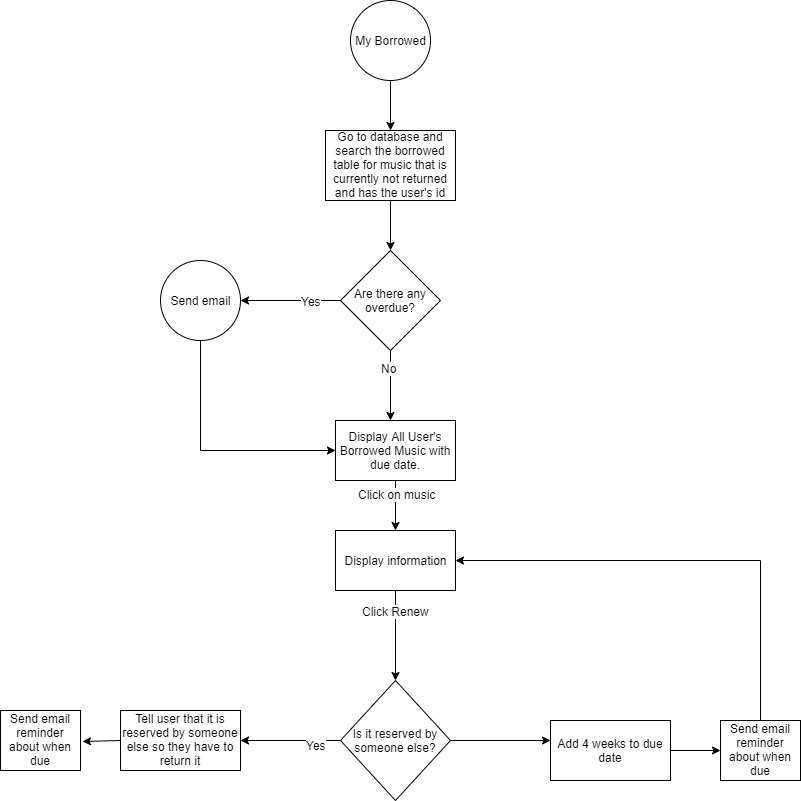 My Borrowed
Go to database and
search the borrowed
table for music that is
currently not returned
and has the user's id
Are there any
overdue?
Yes
Send email
No
Display All User's
Borrowed Music with
due date.
Click on music
Display information
Click Renew
Is it reserved by
someone else?
Yes
Tell user that it is
reserved by someone
else so they have to
return it
Send email
reminder
about when
due
Add 4 weeks to due
date
Send email
reminder
about when
due